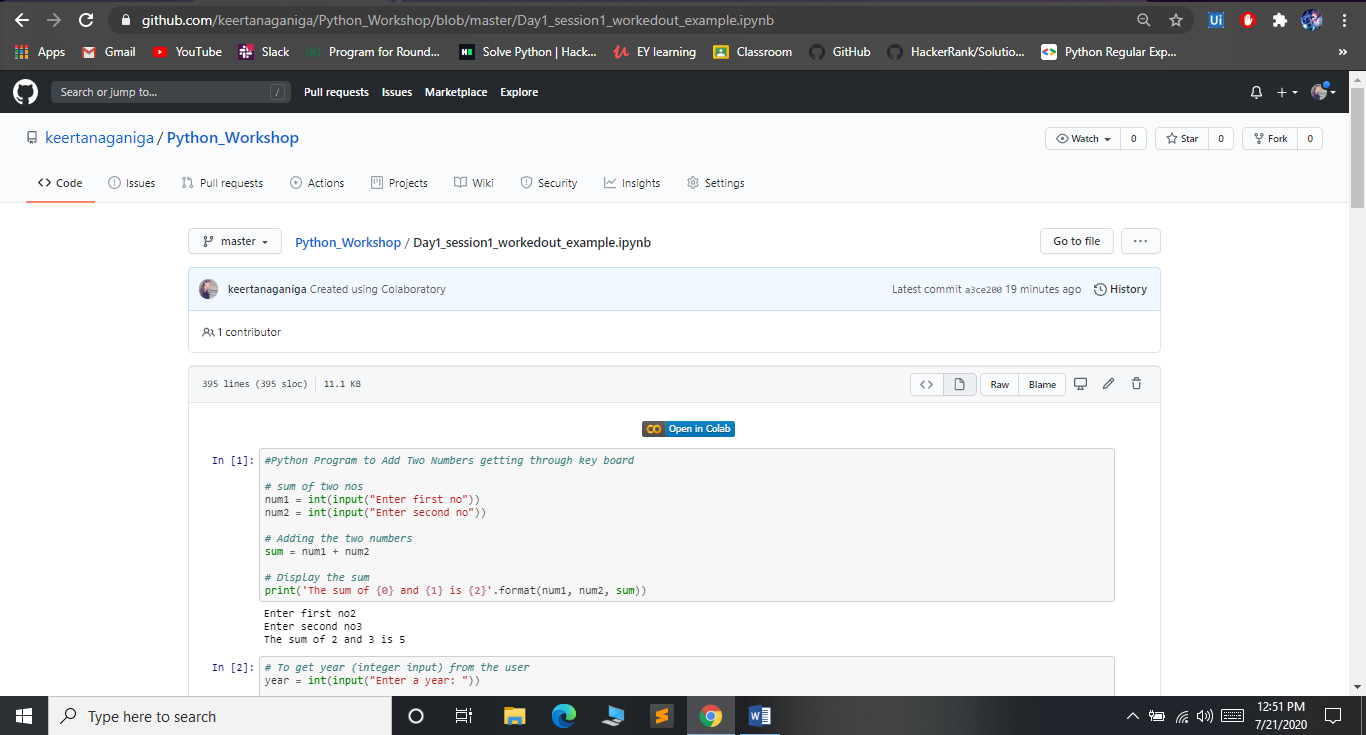 github.com/keertanaganiga/Python_Workshop/blob/master/Day1_session1_workedout_example.ipynb
Ui
Apps Gmail YouTube Slack Program for Round... Solve Python | Hack... EY learning Classroom GitHub HackerRank/Solutio... Python Regular Exp... »
Search or jump to... / Pull requests Issues Marketplace Explore
keertanaganiga / Python_Workshop Watch 0 Star 0 Fork 0
Code Issues Pull requests Actions Projects Wiki Security Insights Settings
master Python_Workshop / Day1_session1_workedout_example.ipynb Go to file ...
keertanaganiga Created using Colaboratory Latest commit a3ce200 19 minutes ago History
1 contributor
395 lines (395 sloc) 11.1 KB <> Raw Blame
Open in Colab
In [1]: #Python Program to Add Two Numbers getting through key board
# sum of two nos
num1 = int(input("Enter first no"))
num2 = int(input("Enter second no"))
# Adding the two numbers
sum = num1 + num2
# Display the sum
print('The sum of {0} and {1} is {2}'.format(num1, num2, sum))
Enter first no2
Enter second no3
The sum of 2 and 3 is 5
In [2]: # To get year (integer input) from the user
year = int(input("Enter a year: "))
Type here to search
12:51 PM
7/21/2020